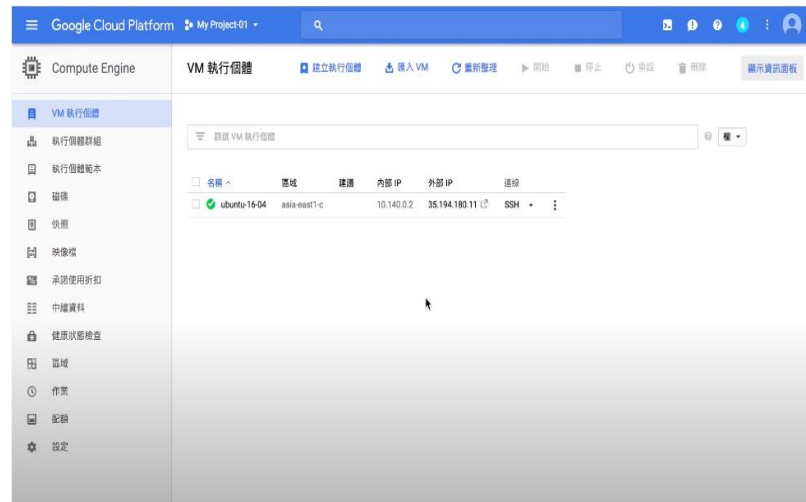 Google Cloud Platform My Project-01 4
Compute Engine
VM 執行個體 建立執行個體 匯入 VM 重新整理 開始 停止 重設 刪除 顯示資訊面板
VM 執行個體
執行個體群組
執行個體範本
磁碟
快照
映像檔
承諾使用折扣
中繼資料
健康狀態檢查
區域
作業
配額
設定
篩選 VM 執行個體 欄
名稱 區域 建議 內部 IP 外部 IP 連線
ubuntu-16-04 asia-east1-c 10.140.0.2 35.194.180.11 SSH